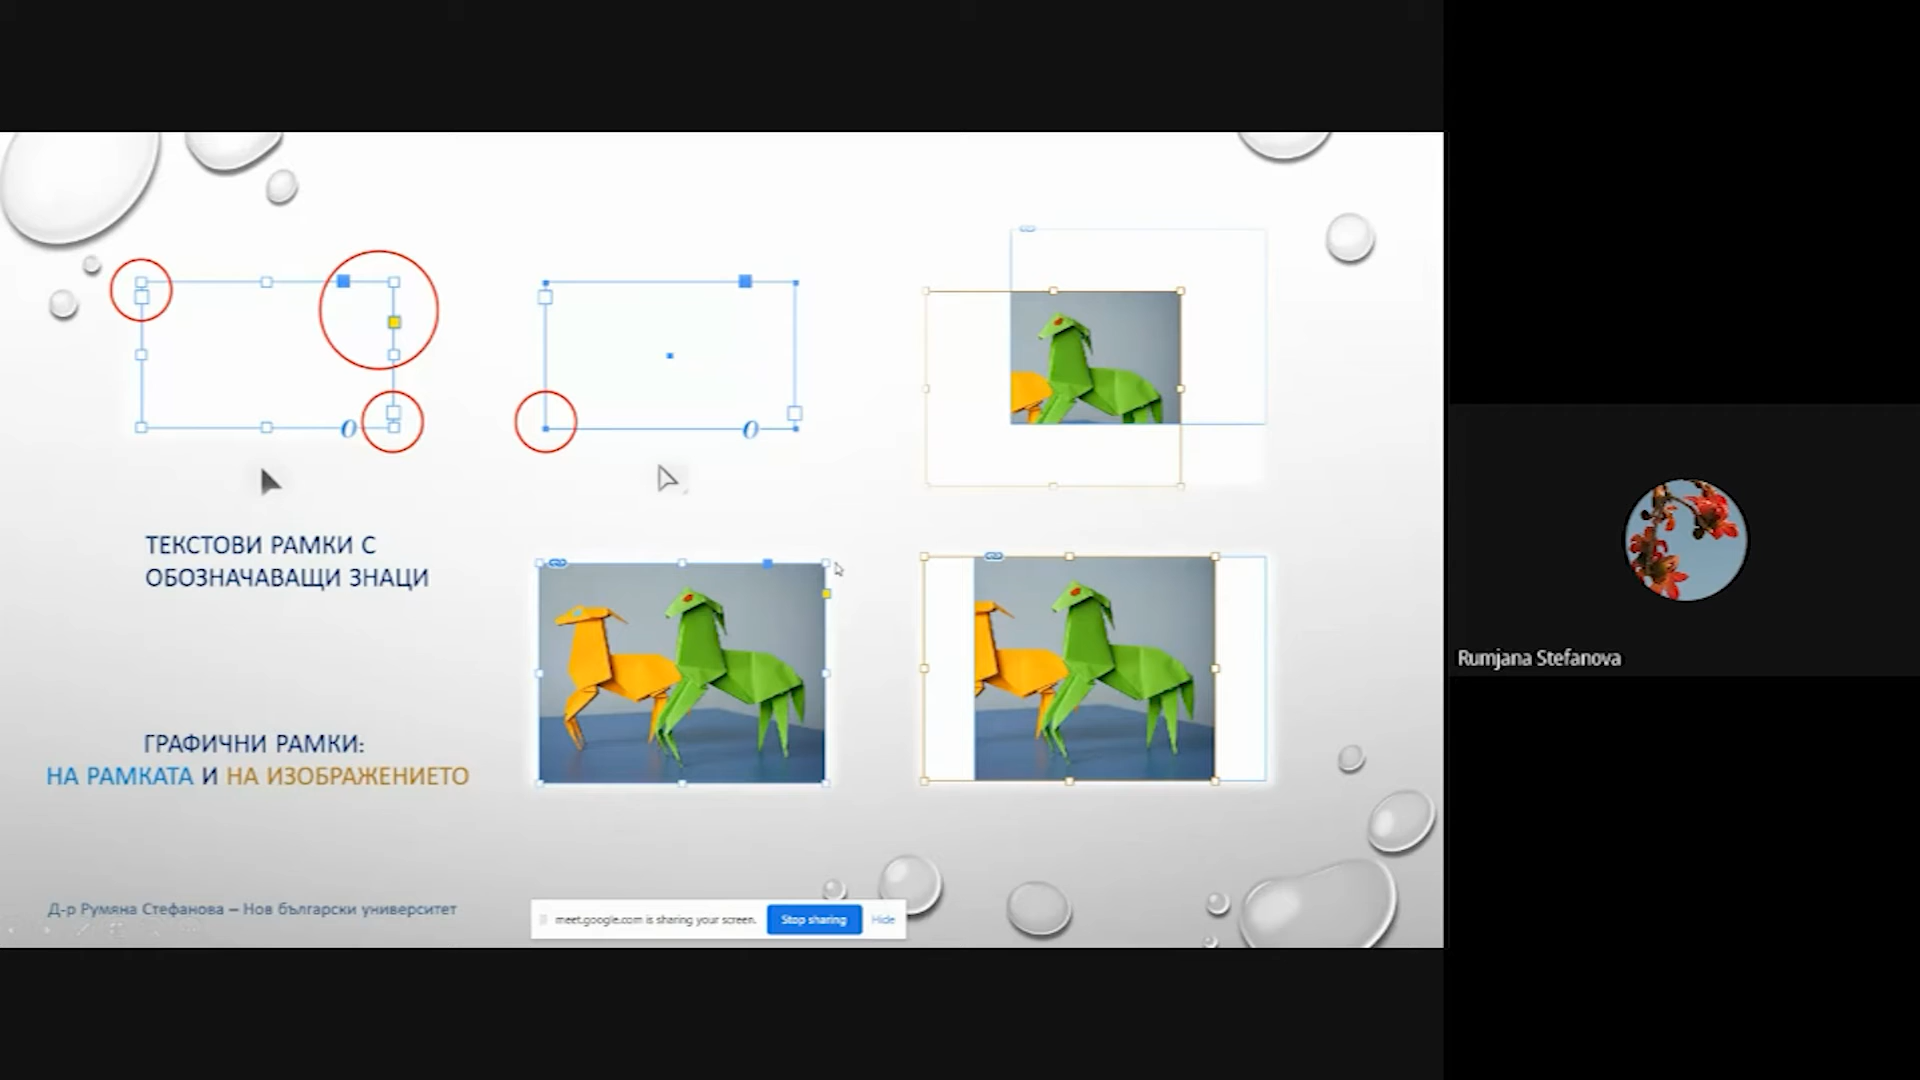 ТЕКСТОВИ РАМКИ С
ОБОЗНАЧАВАЩИ ЗНАЦИ
ГРАФИЧНИ РАМКИ:
НА РАМКАТА И НА ИЗОБРАЖЕНИЕТО
Д-р Румяна Стефанова – Нов български университет
meet.google.com is sharing your screen.
Stop sharing
Hide
Rumjana Stefanova